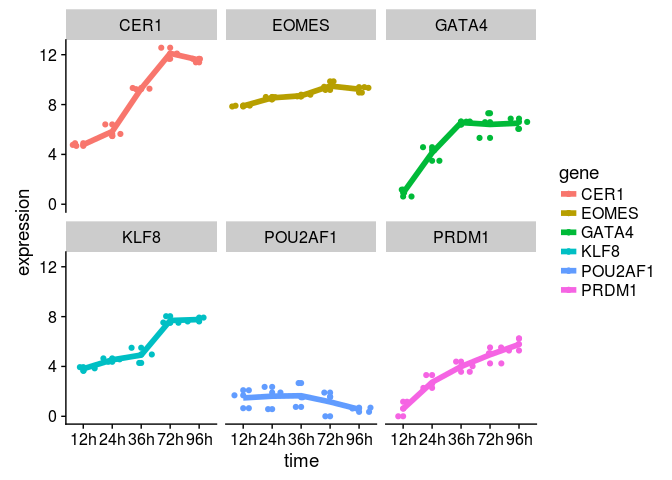 CER1 EOMES GATA4
12
8
4
0
KLF8 POU2AF1 PRDM1
12
8
4
0
12h 24h 36h 72h 96h 12h 24h 36h 72h 96h 12h 24h 36h 72h 96h
time
expression
gene
CER1
EOMES
GATA4
KLF8
POU2AF1
PRDM1